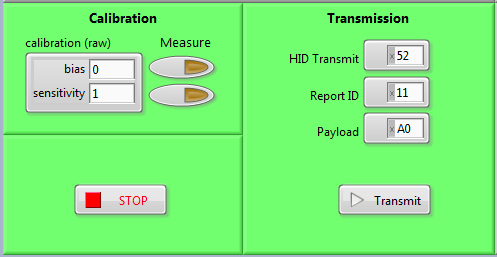 Calibration
calibration (raw)
Measure
bias 0
sensitivity 1
STOP
Transmission
HID Transmit x 52
Report ID x 11
Payload x A0
Transmit